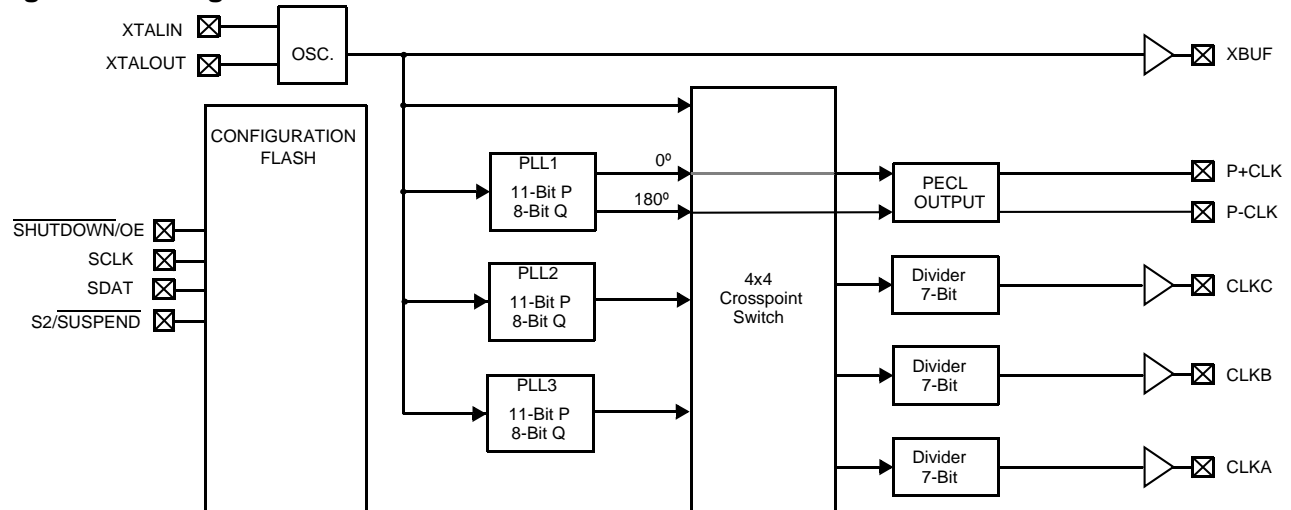 XTALIN
XTALOUT
OSC.
XBUF
CONFIGURATION
FLASH
SHUTDOWN/OE
SCLK
SDAT
S2/SUSPEND
PLL1
11-Bit P
8-Bit Q
0º
180º
PLL2
11-Bit P
8-Bit Q
PLL3
11-Bit P
8-Bit Q
4x4
Crosspoint
Switch
PECL
OUTPUT
P+CLK
P-CLK
Divider
7-Bit
CLKC
Divider
7-Bit
CLKB
Divider
7-Bit
CLKA